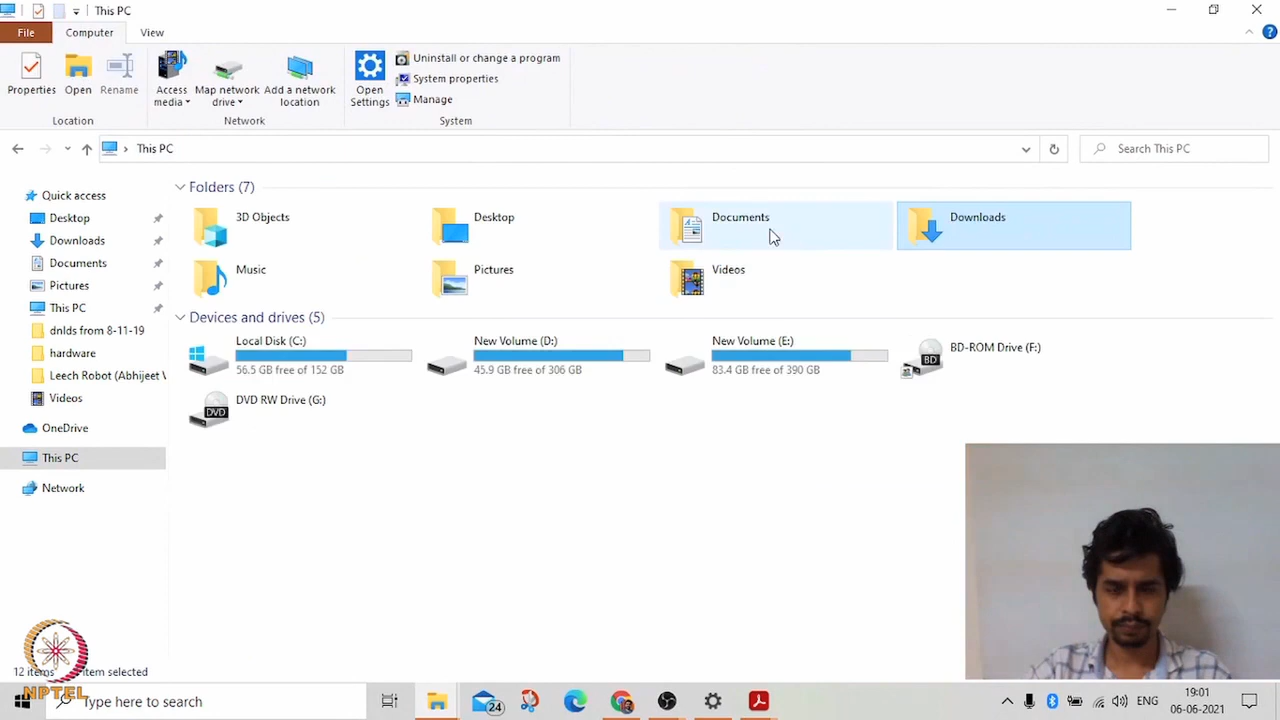 This PC
File Computer View
Properties Open Rename Access media Map network drive Add a network location Open Settings Uninstall or change a program System properties Manage
Location Network System
This PC Search This PC
Quick access
Desktop
Downloads
Documents
Pictures
This PC
dnlds from 8-11-19
hardware
Leech Robot (Abhijeet
Videos
OneDrive
This PC
Network
Folders (7)
3D Objects Desktop Documents Downloads
Music Pictures Videos
Devices and drives (5)
Local Disk (C:) New Volume (D:) New Volume (E:) BD-ROM Drive (F:)
56.5 GB free of 152 GB 45.9 GB free of 306 GB 83.4 GB free of 390 GB
BD
DVD RW Drive (G:)
DVD
12 items item selected
NPTEL
Type here to search 24 ENG 19:01
06-06-2021